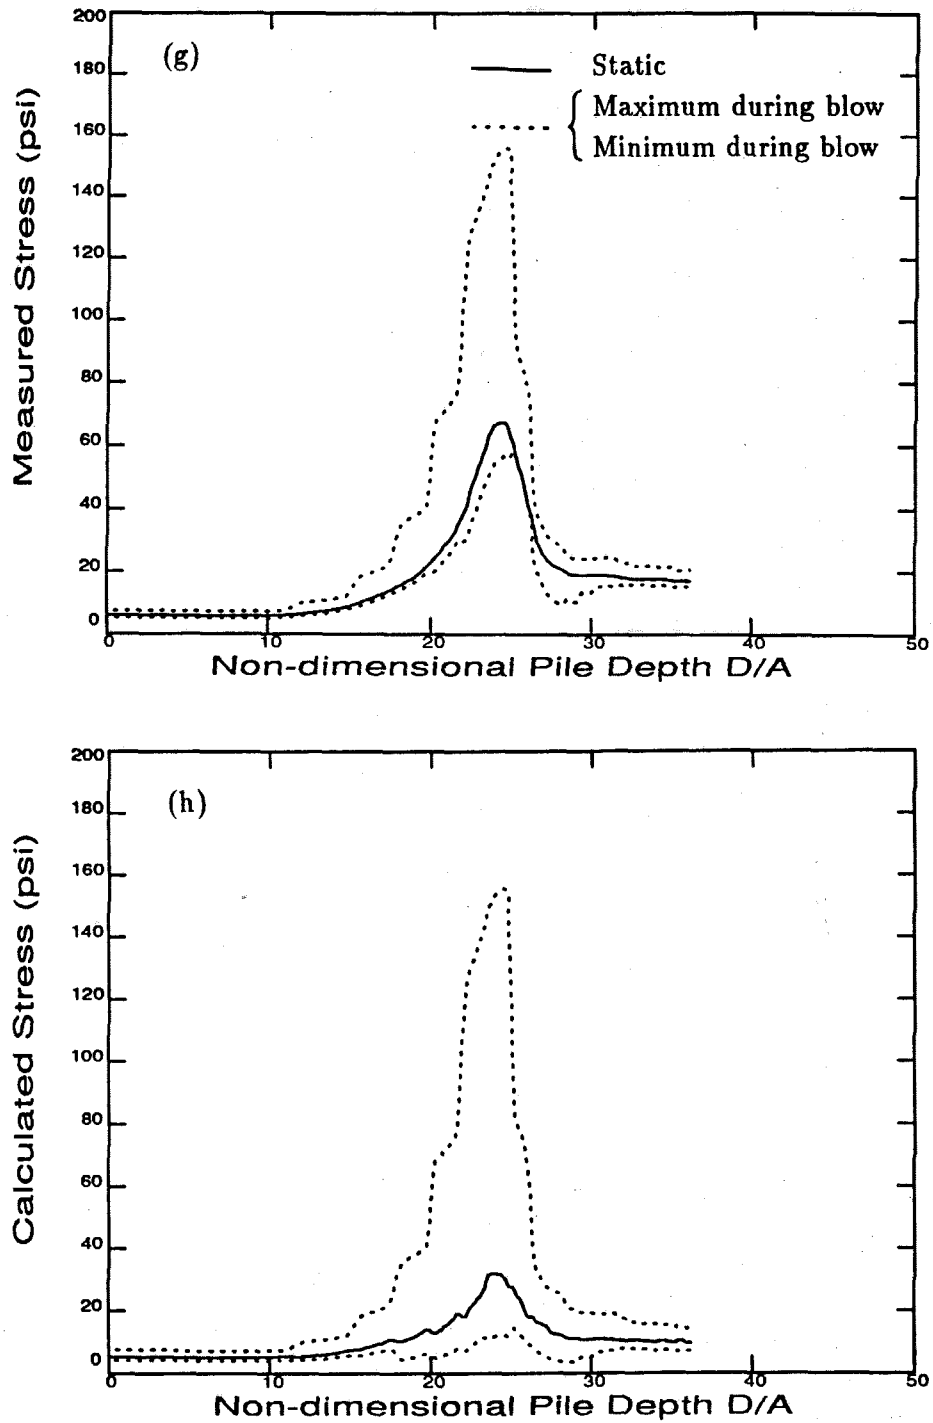 200
180
160
140
120
100
80
60
40
20
0
Measured Stress (psi)
(g)
Static
Maximum during blow
Minimum during blow
0 10 20 30 40 50
Non-dimensional Pile Depth D/A
200
180
160
140
120
100
80
60
40
20
0
Calculated Stress (psi)
(h)
0 10 20 30 40 50
Non-dimensional Pile Depth D/A